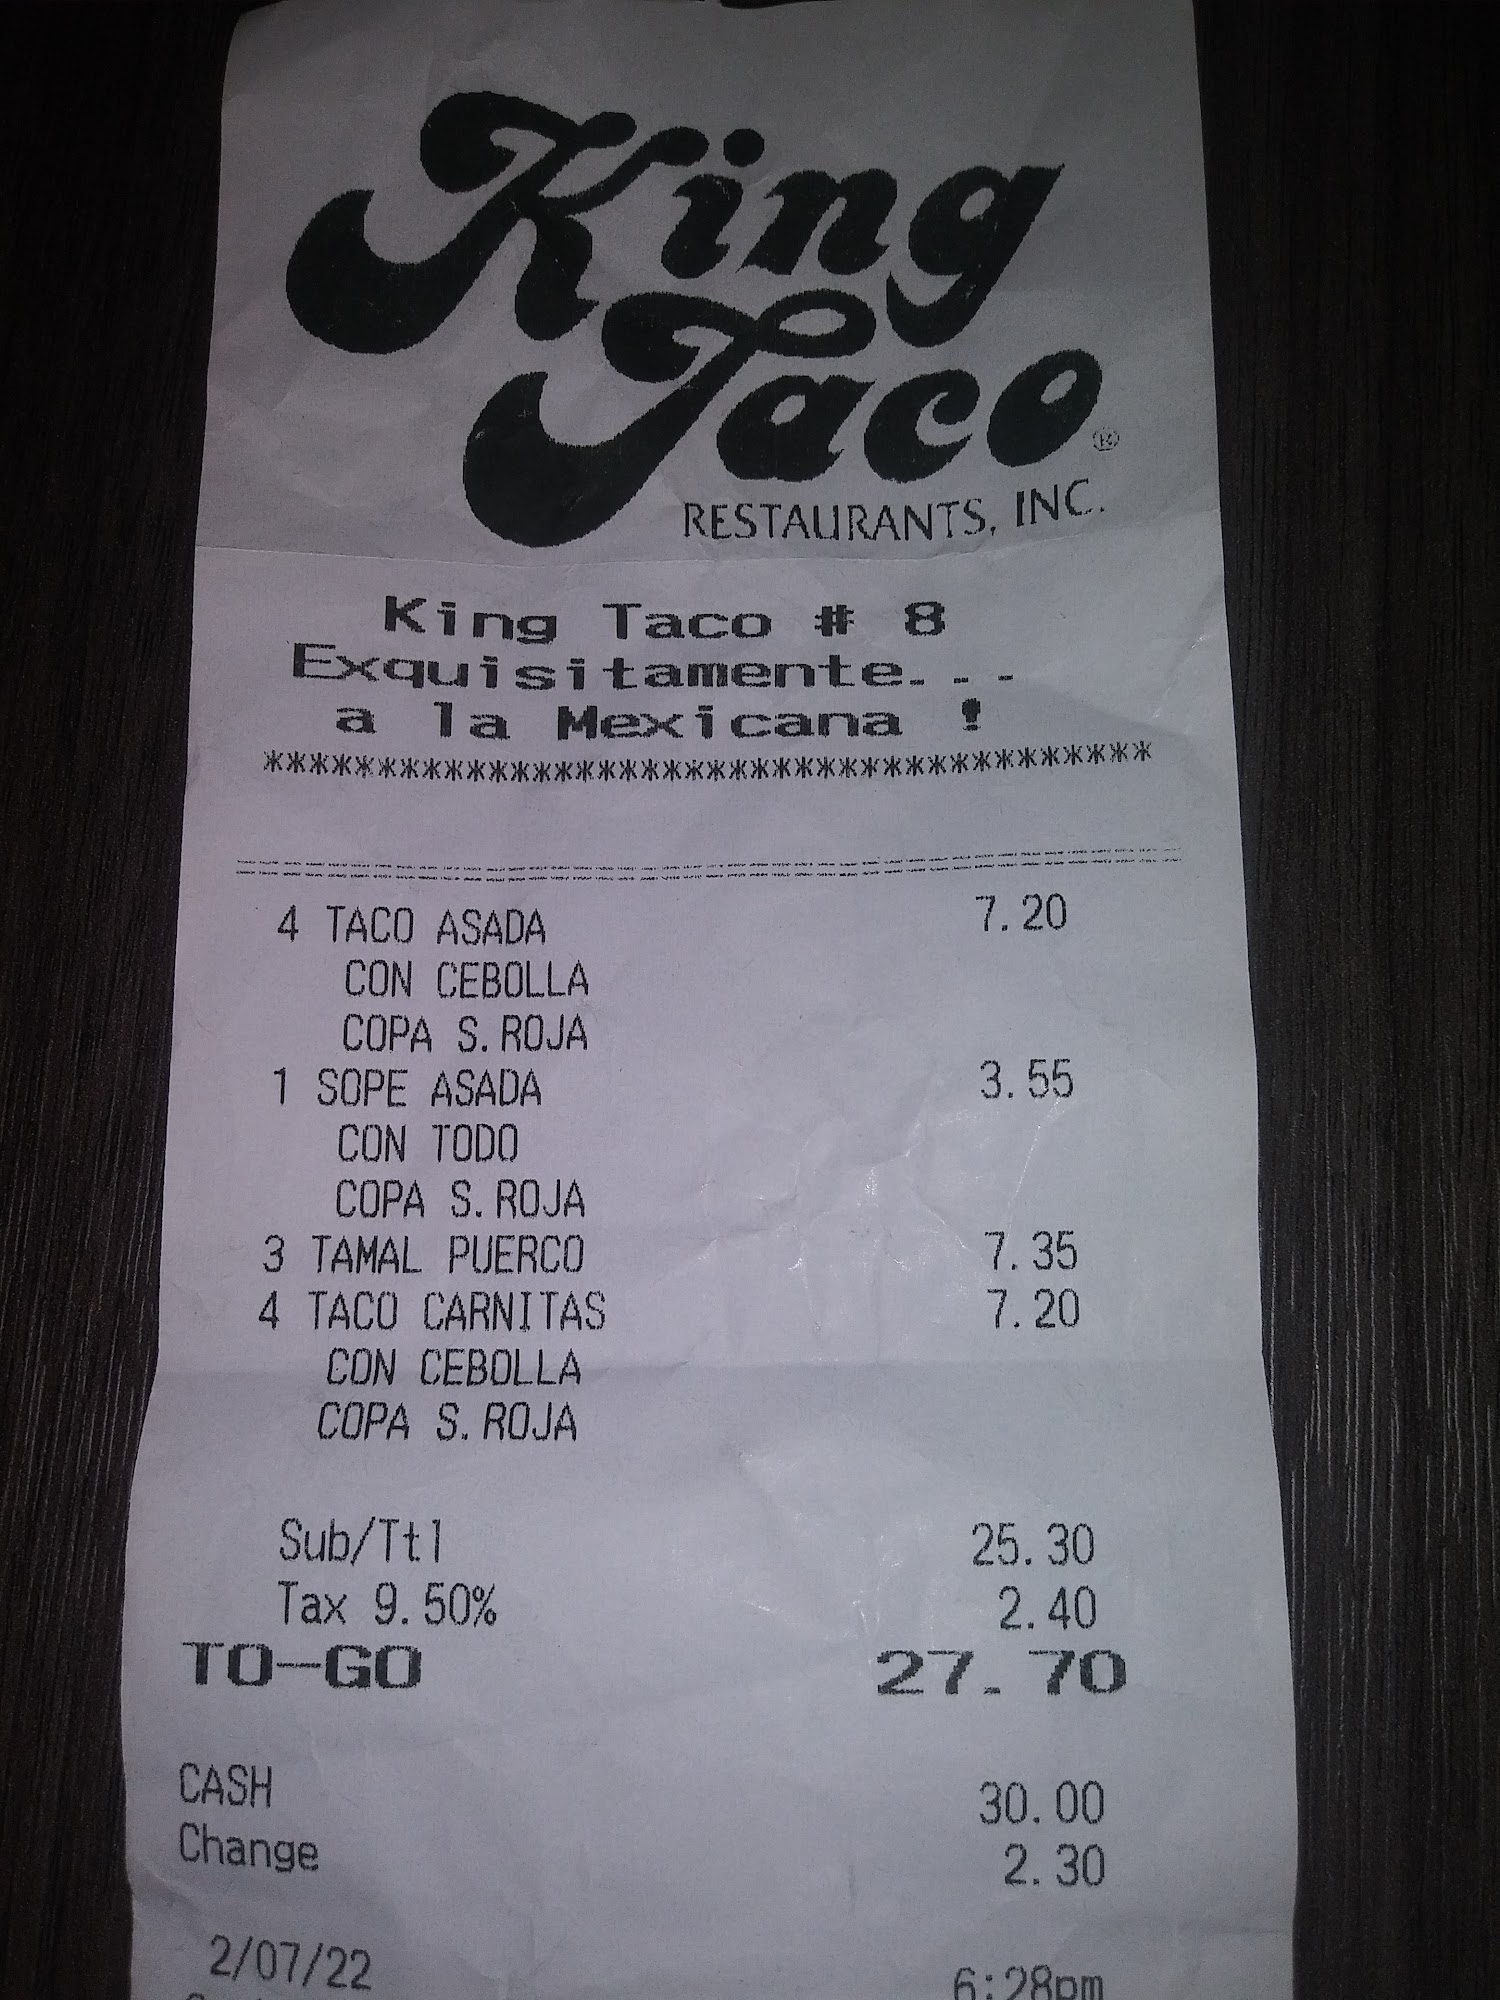 King
Taco®
RESTAURANTS, INC.
King Taco # 8
Exquisitamente...
a la Mexicana !
****************************************
4 TACO ASADA 7.20
CON CEBOLLA
COPA S.ROJA
1 SOPE ASADA 3.55
CON TODO
COPA S.ROJA
3 TAMAL PUERCO 7.35
4 TACO CARNITAS 7.20
CON CEBOLLA
COPA S.ROJA
Sub/Ttl 25.30
Tax 9.50% 2.40
TO-GO 27.70
CASH 30.00
Change 2.30
2/07/22 6:28pm